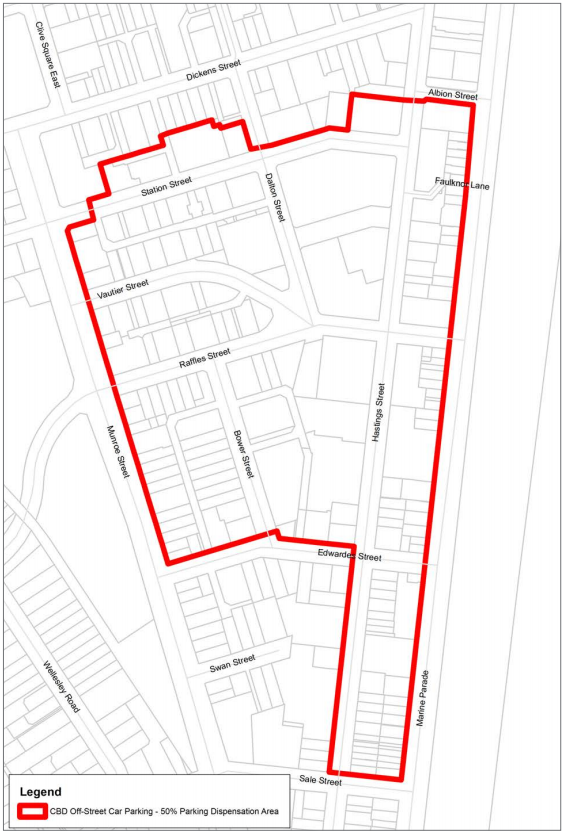 Clive Square East
Dickens Street
Albion Street
Faulknor Lane
Station Street
Dalton Street
Vautier Street
Raffles Street
Hastings Street
Munroe Street
Bower Street
Edwardes Street
Swan Street
Wellesley Road
Marine Parade
Sale Street
Legend
CBD Off-Street Car Parking - 50% Parking Dispensation Area